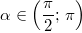 α ∈ (π/2; π)